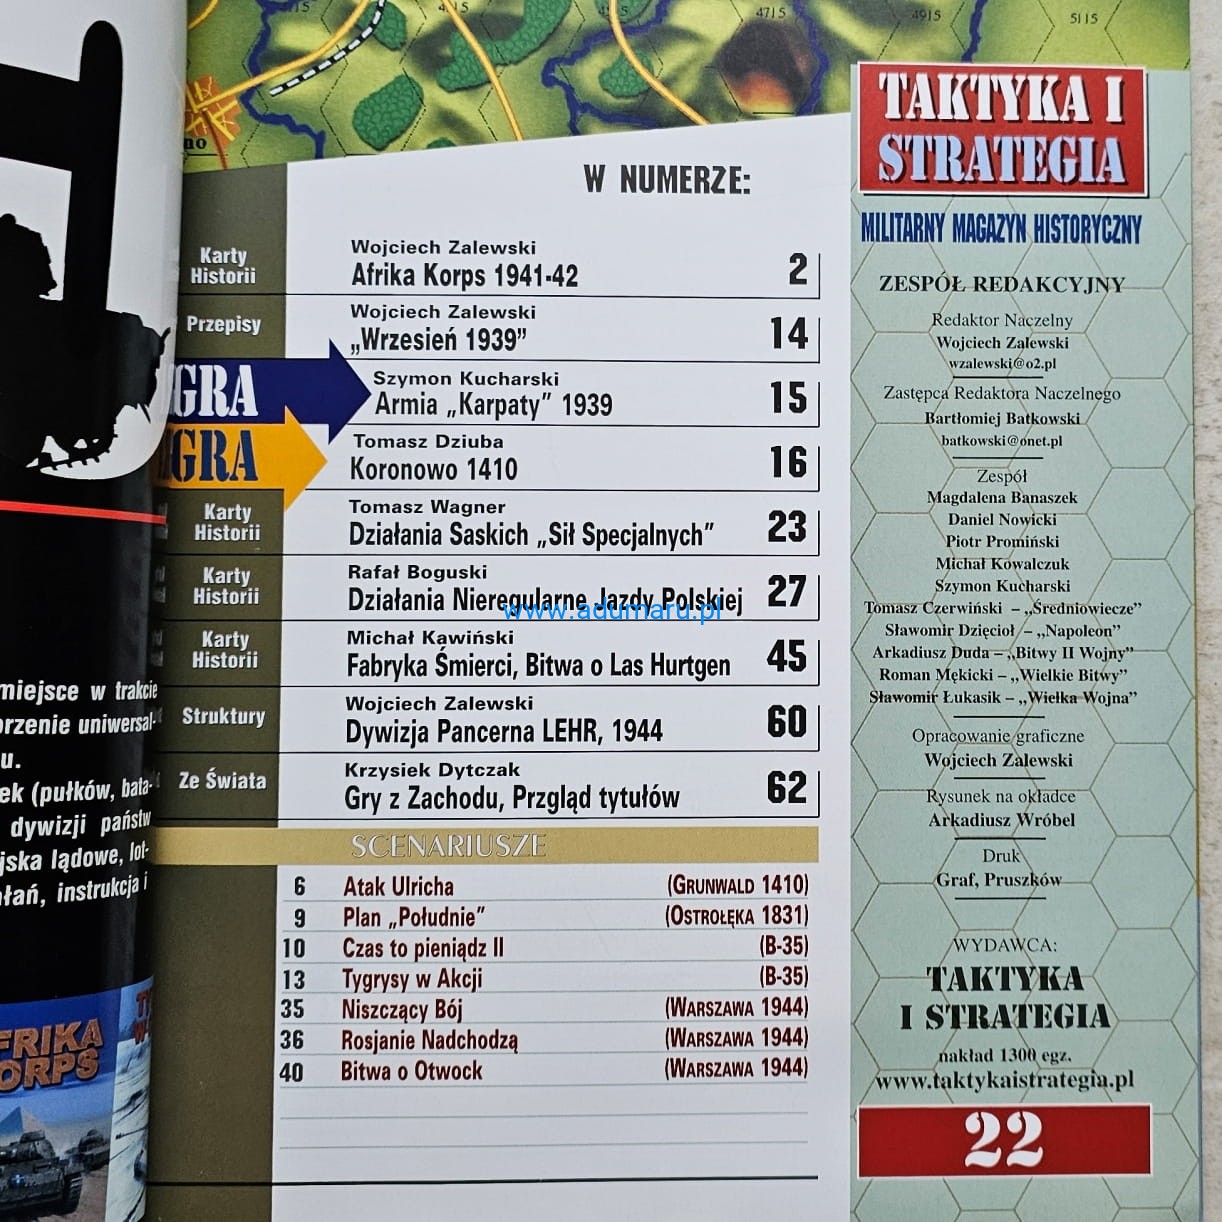 4715
4915
5115
no
TAKTYKA I
STRATEGIA
MILITARNY MAGAZYN HISTORYCZNY
W NUMERZE:
Karty
Historii
Wojciech Zalewski
Afrika Korps 1941-42
2
Przepisy
Wojciech Zalewski
„Wrzesień 1939”
14
GRA
Szymon Kucharski
Armia „Karpaty” 1939
15
GRA
Tomasz Dziuba
Koronowo 1410
16
Karty
Historii
Tomasz Wagner
Działania Saskich „Sił Specjalnych”
23
Karty
Historii
Rafał Boguski
Działania Nieregularne Jazdy Polskiej
27
www.adumaru.pl
Karty
Historii
Michał Kawiński
Fabryka Śmierci, Bitwa o Las Hurtgen
45
Struktury
Wojciech Zalewski
Dywizja Pancerna LEHR, 1944
60
Ze Świata
Krzysiek Dytczak
Gry z Zachodu, Przgląd tytułów
62
SCENARIUSZE
6 Atak Ulricha (GRUNWALD 1410)
9 Plan „Południe” (OSTROŁĘKA 1831)
10 Czas to pieniądz II (B-35)
13 Tygrysy w Akcji (B-35)
35 Niszczący Bój (WARSZAWA 1944)
36 Rosjanie Nadchodzą (WARSZAWA 1944)
40 Bitwa o Otwock (WARSZAWA 1944)
ZESPÓŁ REDAKCYJNY
Redaktor Naczelny
Wojciech Zalewski
wzalewski@o2.pl
Zastępca Redaktora Naczelnego
Bartłomiej Batkowski
batkowski@onet.pl
Zespół
Magdalena Banaszek
Daniel Nowicki
Piotr Promiński
Michał Kowalczuk
Szymon Kucharski
Tomasz Czerwiński – „Średniowiecze”
Sławomir Dzięcioł – „Napoleon”
Arkadiusz Duda – „Bitwy II Wojny”
Roman Mękicki – „Wielkie Bitwy”
Sławomir Łukasik – „Wielka Wojna”
Opracowanie graficzne
Wojciech Zalewski
Rysunek na okładce
Arkadiusz Wróbel
Druk
Graf, Pruszków
WYDAWCA:
TAKTYKA
I STRATEGIA
nakład 1300 egz.
www.taktykaistrategia.pl
22
miejsce w trakcie
orzenie uniwersal-
u.
ek (pułków, bata-
dywizji państw
jska lądowe, lot-
ałań, instrukcja i
FRIKA
ORPS